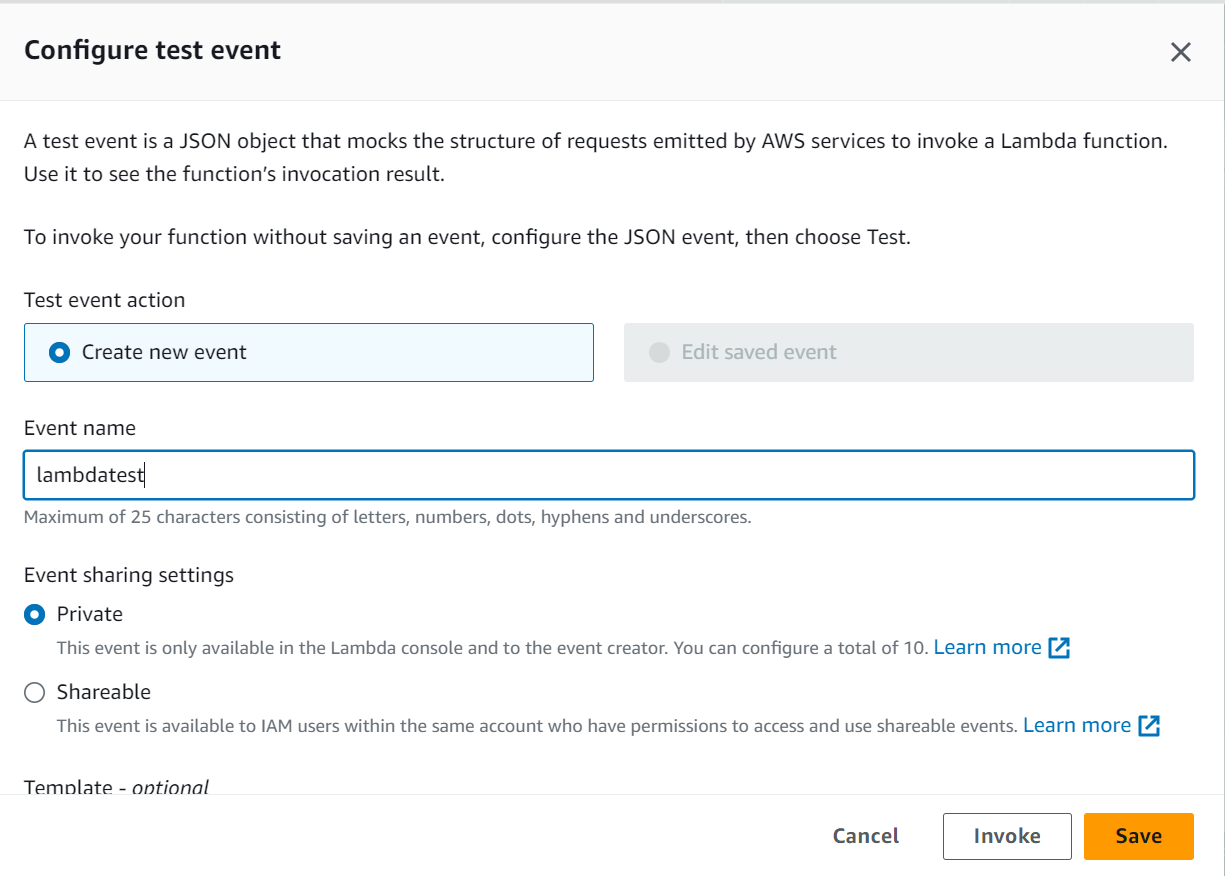 Configure test event
A test event is a JSON object that mocks the structure of requests emitted by AWS services to invoke a Lambda function.
Use it to see the function’s invocation result.
To invoke your function without saving an event, configure the JSON event, then choose Test.
Test event action
Create new event
Edit saved event
Event name
lambdatest
Maximum of 25 characters consisting of letters, numbers, dots, hyphens and underscores.
Event sharing settings
Private
This event is only available in the Lambda console and to the event creator. You can configure a total of 10. Learn more
Shareable
This event is available to IAM users within the same account who have permissions to access and use shareable events. Learn more
Template - optional
Cancel
Invoke
Save